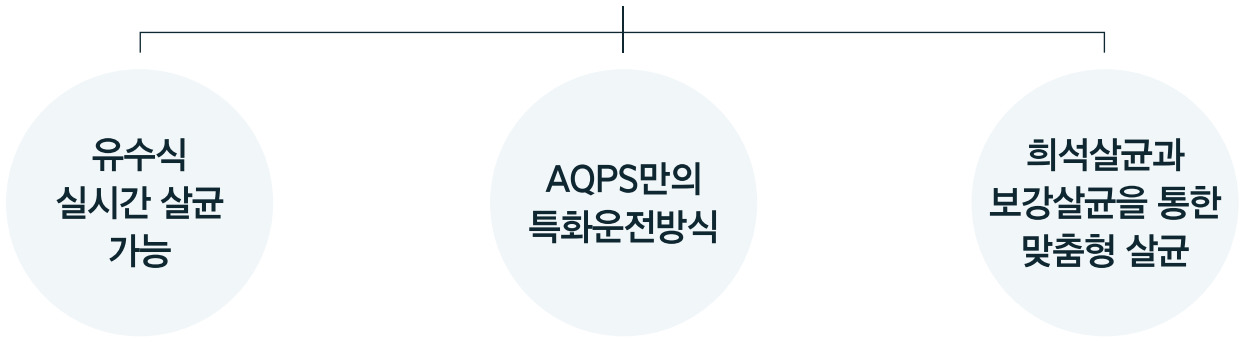 유수식
실시간 살균
가능
AQPS만의
특화운전방식
희석살균과
보강살균을 통한
맞춤형 살균